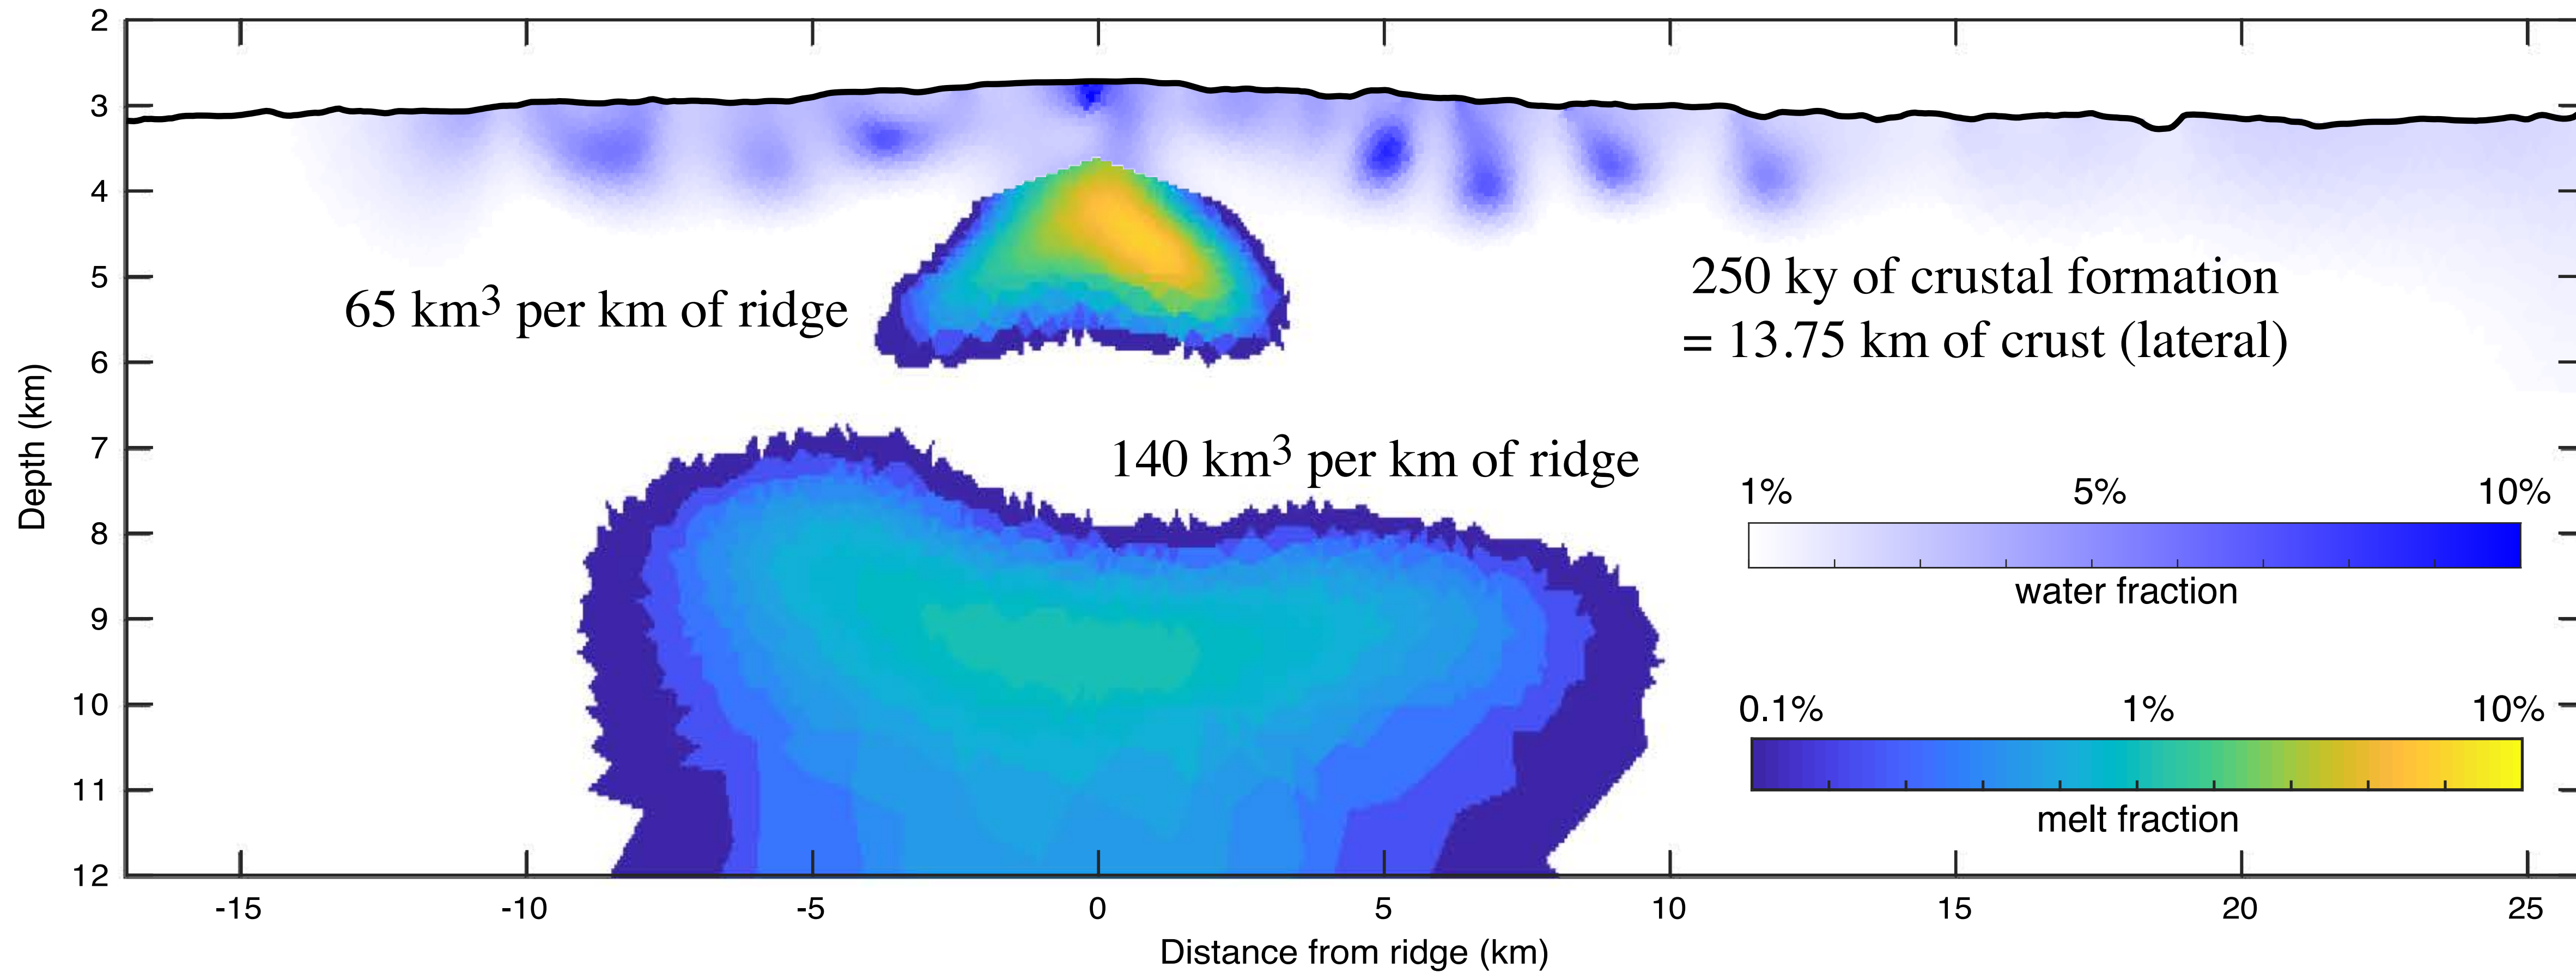 2
3
4
5
6
7
8
9
10
11
12
Depth (km)
65 km3 per km of ridge
250 ky of crustal formation
= 13.75 km of crust (lateral)
140 km3 per km of ridge
1% 5% 10%
water fraction
0.1% 1% 10%
melt fraction
-15 -10 -5 0 5 10 15 20 25
Distance from ridge (km)